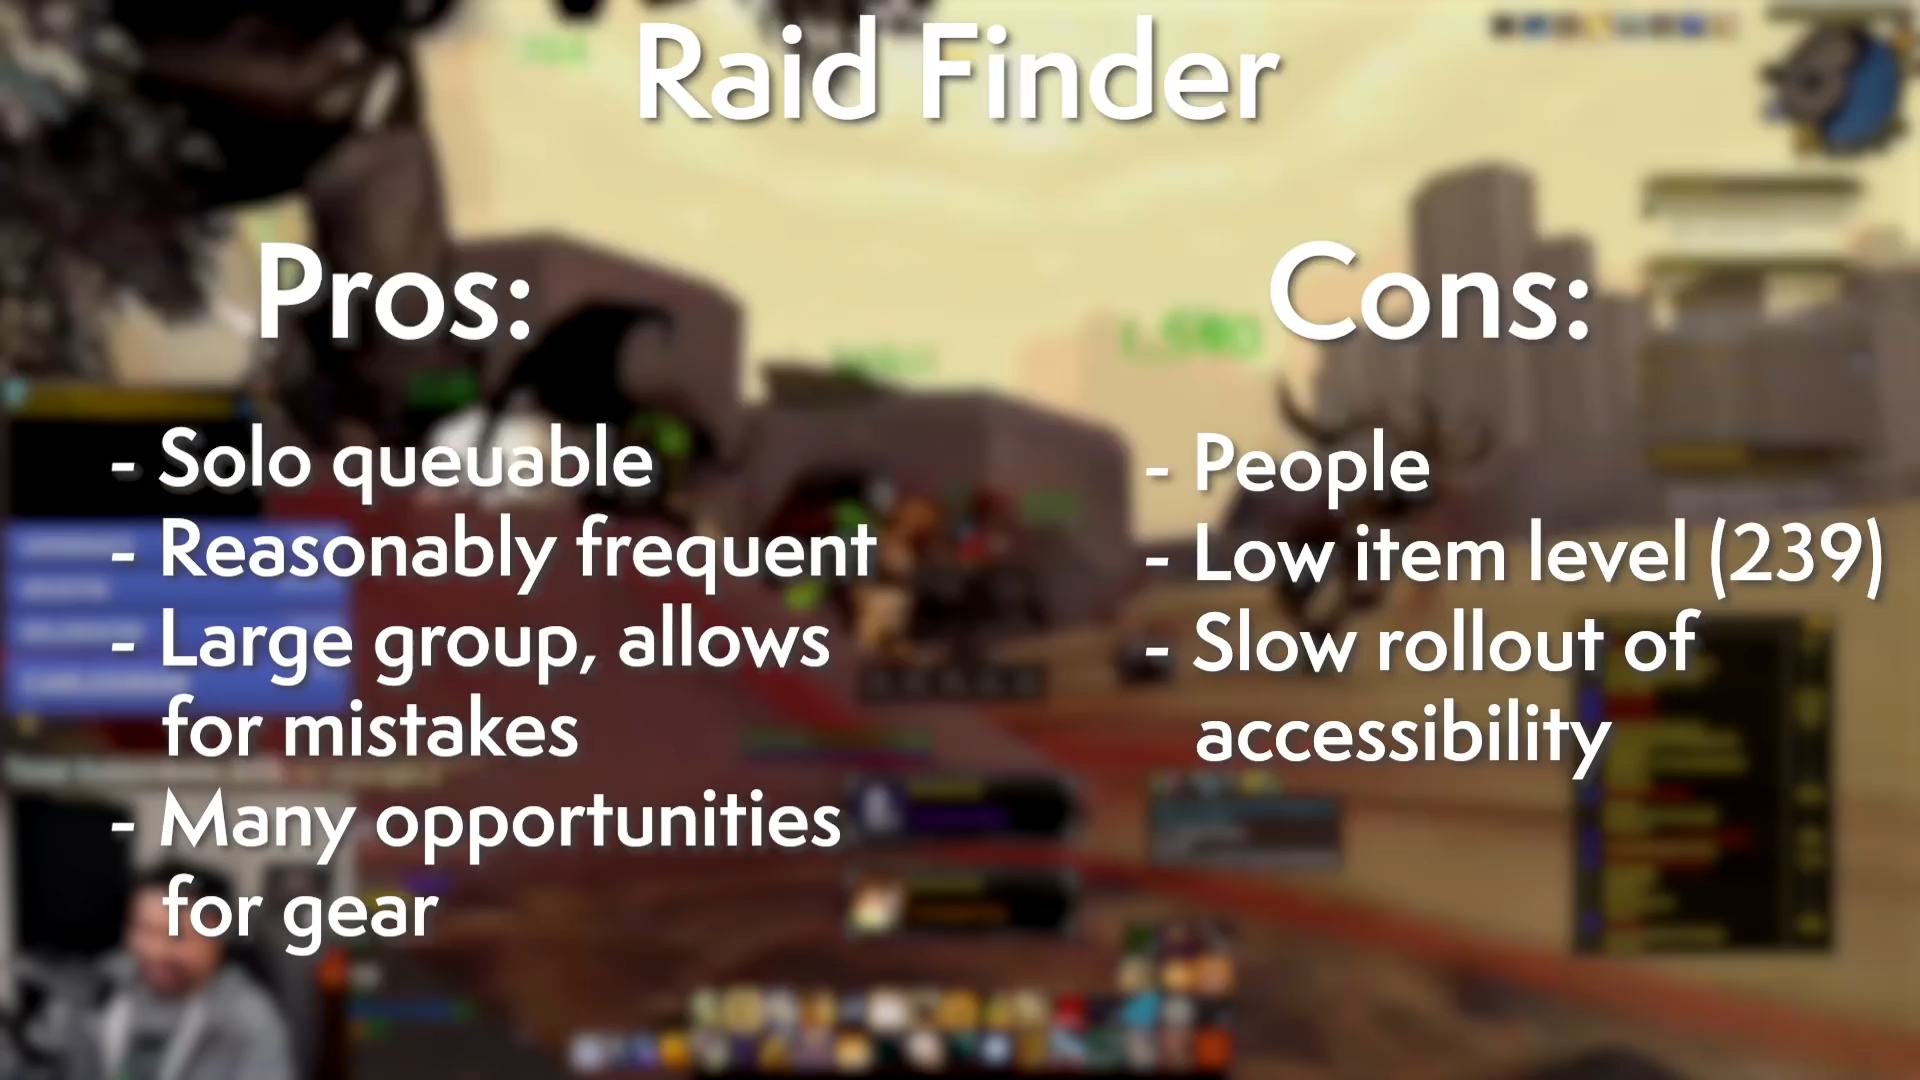 Raid Finder
Pros:
- Solo queuable
- Reasonably frequent
- Large group, allows
for mistakes
- Many opportunities
for gear
Cons:
- People
- Low item level (239)
- Slow rollout of
accessibility